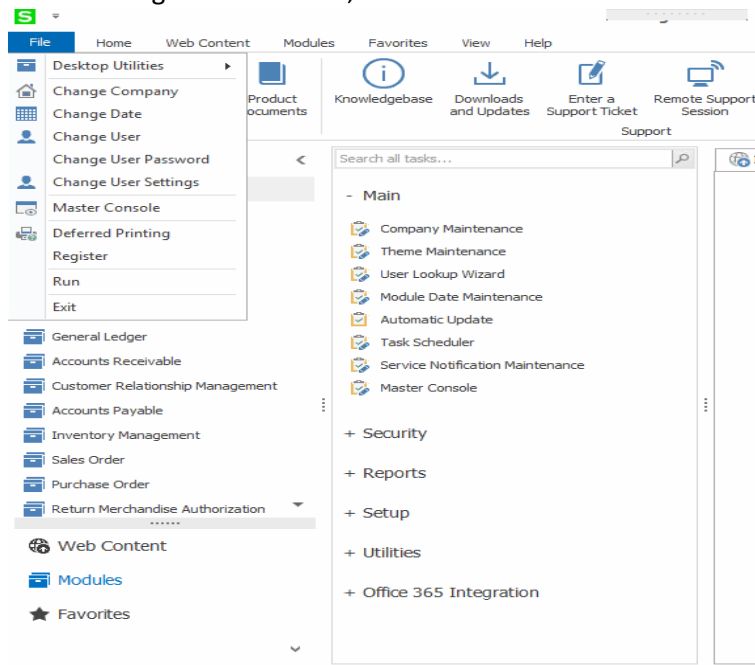 S
File Home Web Content Modules Favorites View Help
Desktop Utilities
Change Company
Change Date
Change User
Change User Password
Change User Settings
Master Console
Deferred Printing
Register
Run
Exit
Product
ocuments
Knowledgebase
Downloads
and Updates
Enter a
Support Ticket
Remote Support
Session
Support
Search all tasks...
- Main
Company Maintenance
Theme Maintenance
User Lookup Wizard
Module Date Maintenance
Automatic Update
Task Scheduler
Service Notification Maintenance
Master Console
+ Security
+ Reports
+ Setup
+ Utilities
+ Office 365 Integration
General Ledger
Accounts Receivable
Customer Relationship Management
Accounts Payable
Inventory Management
Sales Order
Purchase Order
Return Merchandise Authorization
Web Content
Modules
Favorites